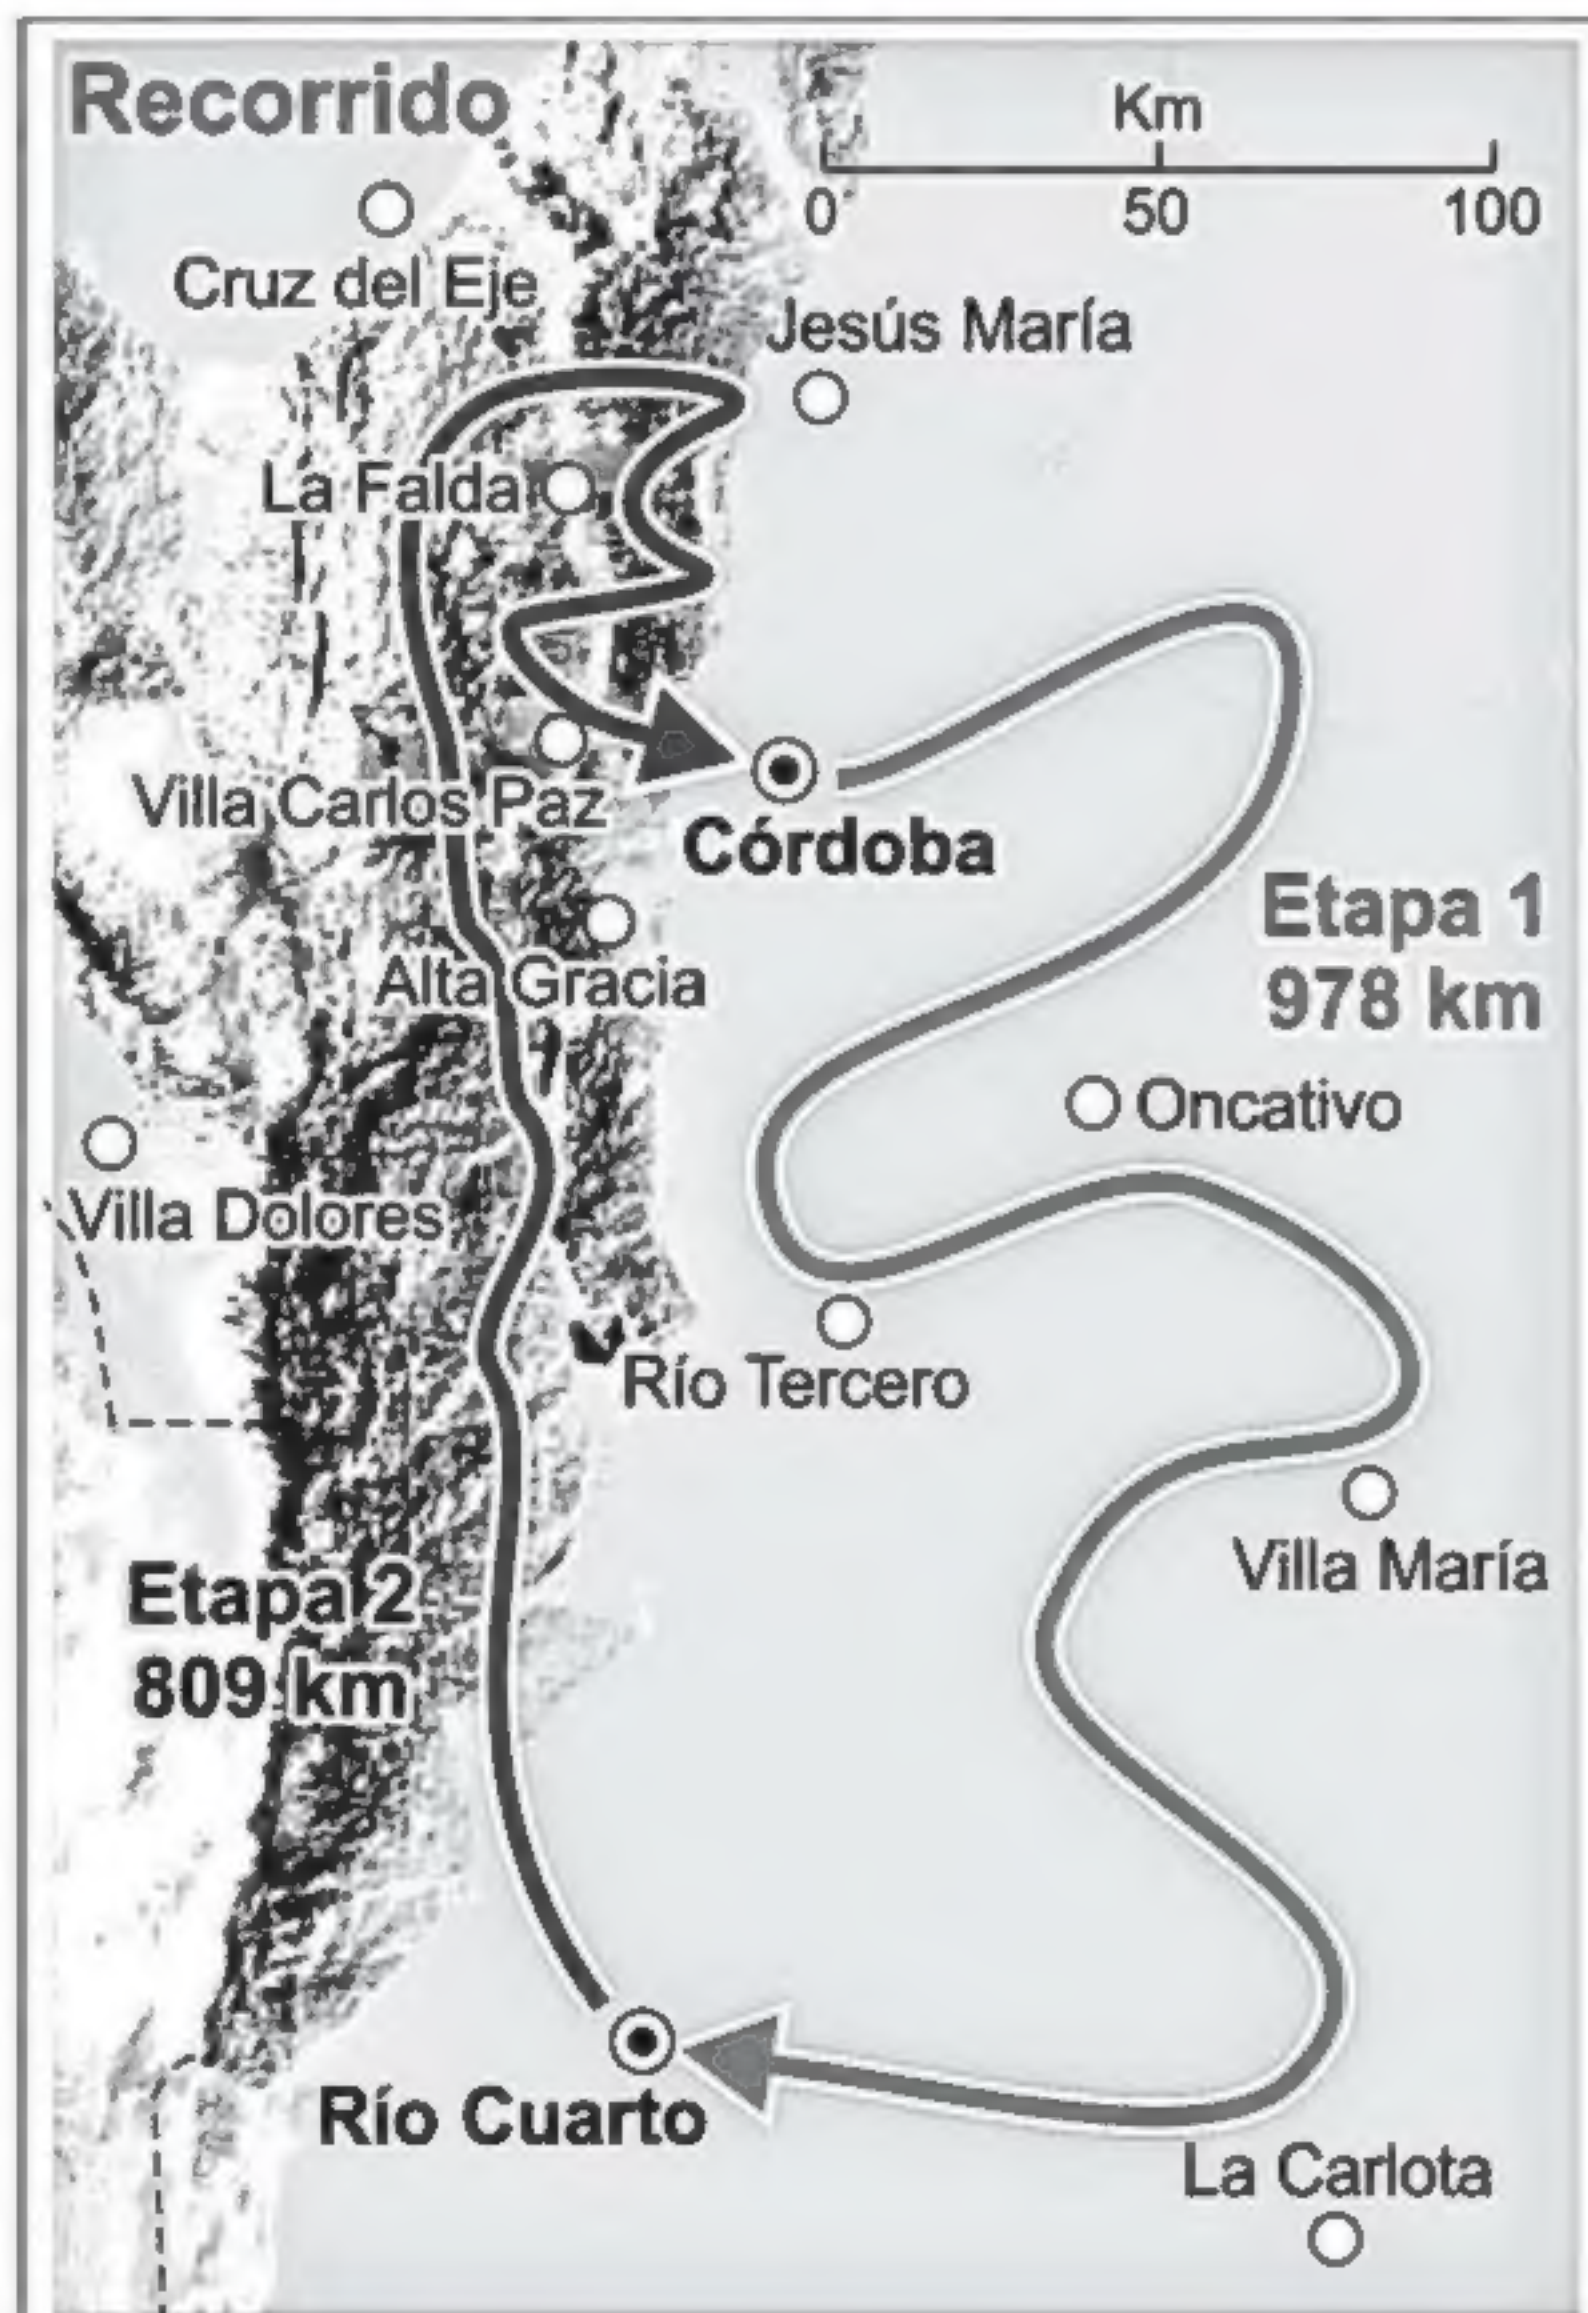 Recorrido
Km
0 50 100
Cruz del Eje
Jesús María
La Falda
Villa Carlos Paz
Córdoba
Etapa 1
978 km
Alta Gracia
Oncativo
Villa Dolores
Río Tercero
Villa María
Etapa 2
809 km
Río Cuarto
La Carlota